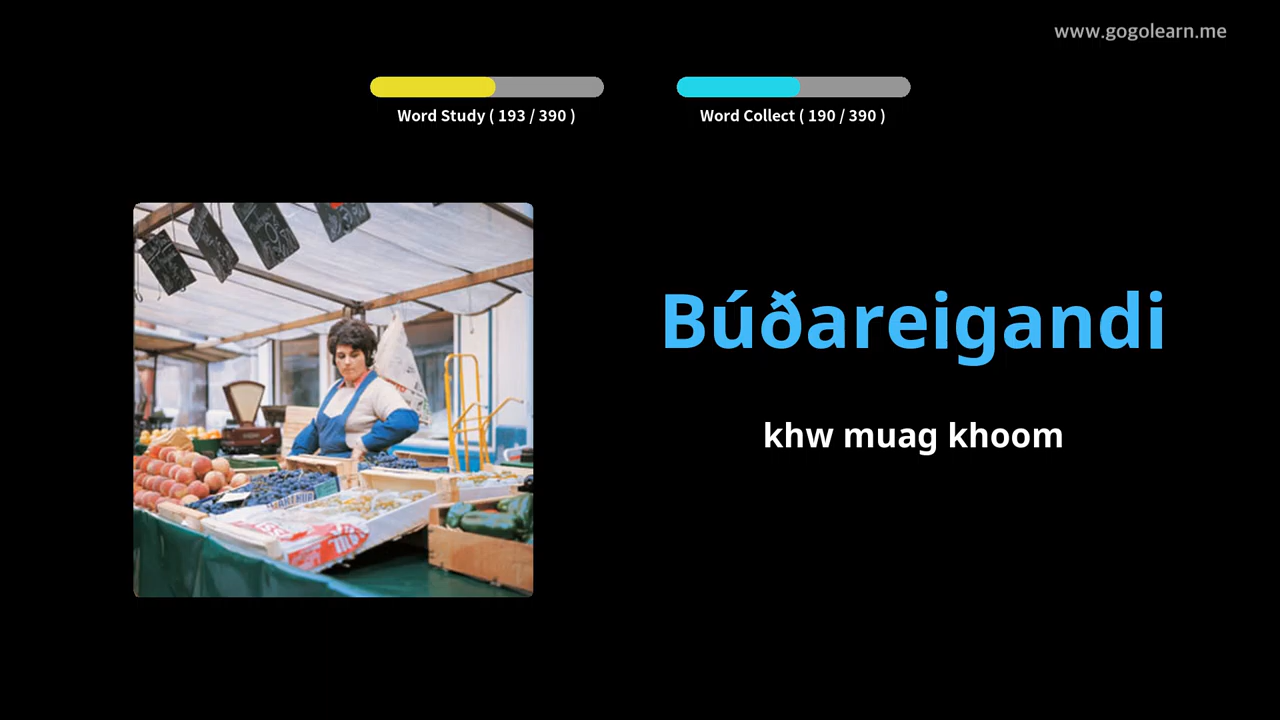 www.gogolearn.me
Word Study ( 193 / 390 )
Word Collect ( 190 / 390 )
Búðareigandi
khw muag khoom